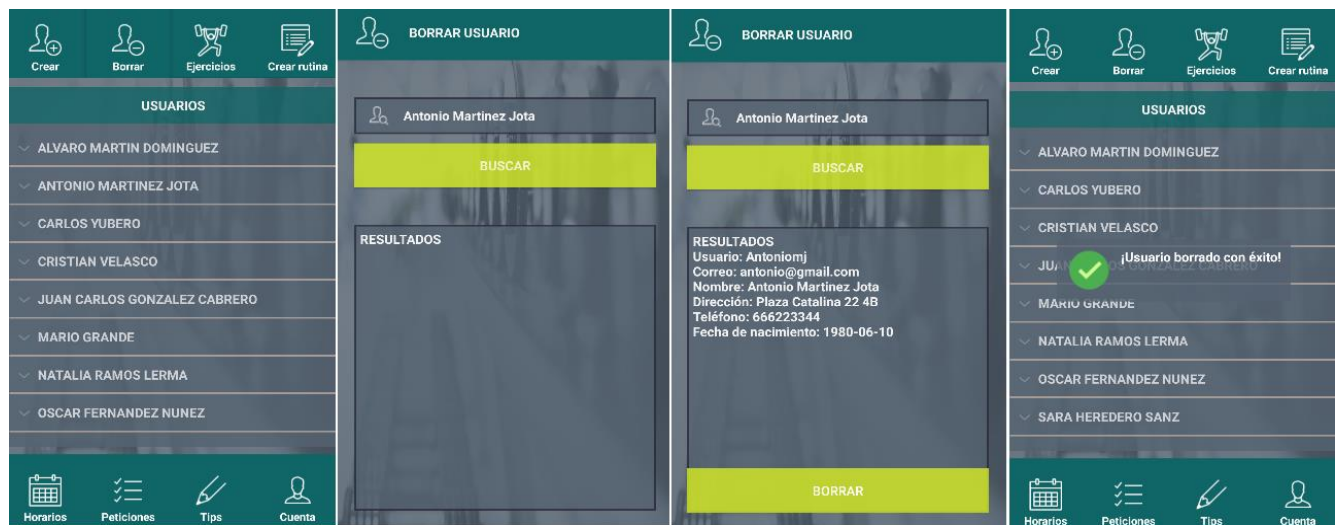 Crear Borrar Ejercicios Crear rutina
USUARIOS
ALVARO MARTIN DOMINGUEZ
ANTONIO MARTINEZ JOTA
CARLOS YUBERO
CRISTIAN VELASCO
JUAN CARLOS GONZALEZ CABRERO
MARIO GRANDE
NATALIA RAMOS LERMA
OSCAR FERNANDEZ NUNEZ
Horarios Peticiones Tips Cuenta
BORRAR USUARIO
Antonio Martinez Jota
BUSCAR
RESULTADOS
BORRAR USUARIO
Antonio Martinez Jota
BUSCAR
RESULTADOS
Usuario: Antoniomj
Correo: antonio@gmail.com
Nombre: Antonio Martinez Jota
Dirección: Plaza Catalina 22 4B
Teléfono: 666223344
Fecha de nacimiento: 1980-06-10
BORRAR
Crear Borrar Ejercicios Crear rutina
USUARIOS
ALVARO MARTIN DOMINGUEZ
CARLOS YUBERO
CRISTIAN VELASCO
¡Usuario borrado con éxito!
GONZALEZ CABRERO
MARIO GRANDE
NATALIA RAMOS LERMA
OSCAR FERNANDEZ NUNEZ
SARA HEREDERO SANZ
Horarios Peticiones Tips Cuenta